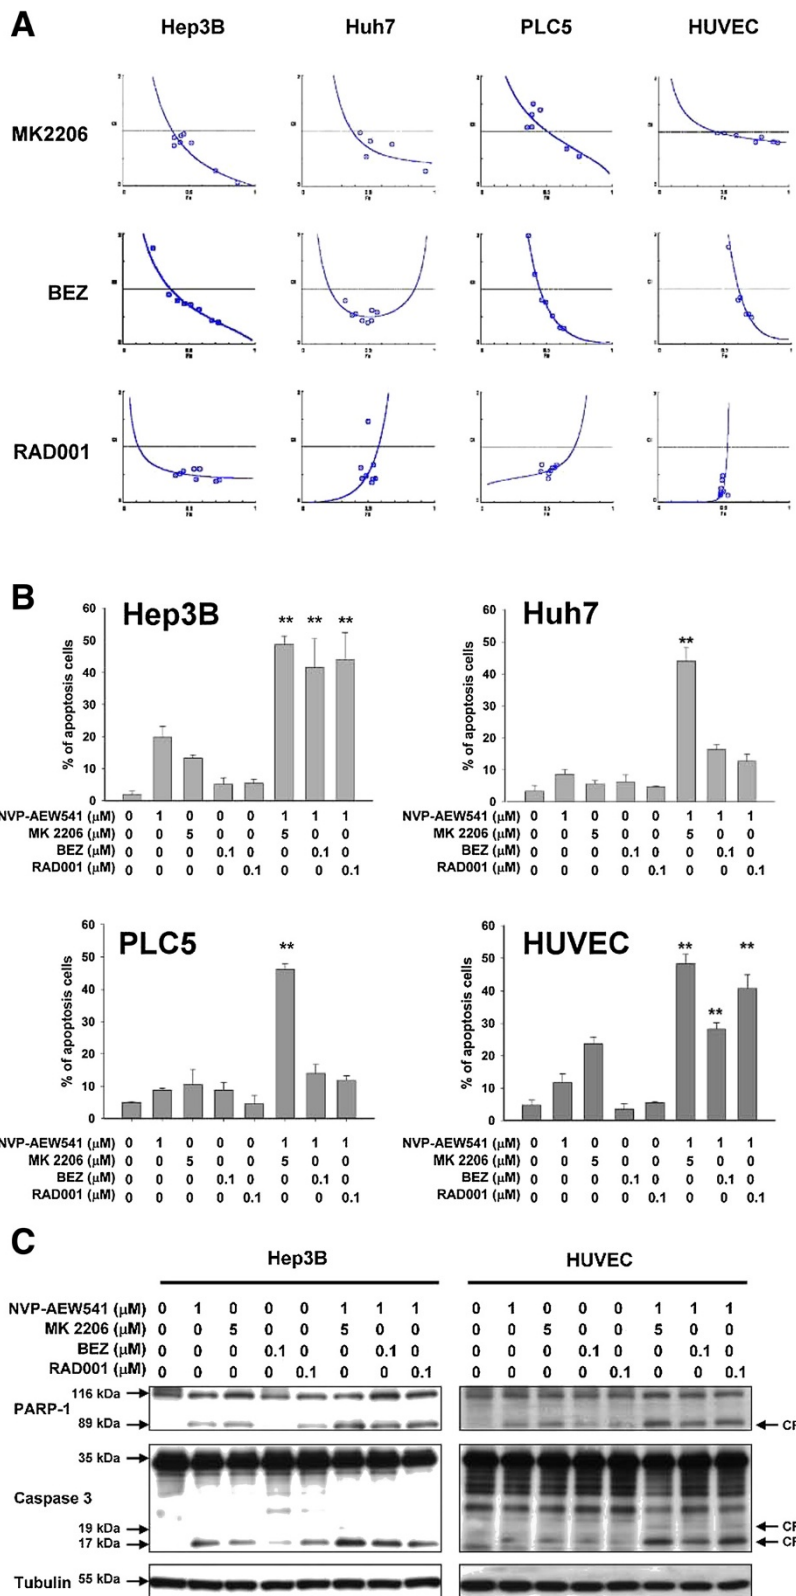 A
Hep3B Huh7 PLC5 HUVEC
MK2206
BEZ
RAD001
B
Hep3B
% of apoptosis cells
60
50
40
30
20
10
0
** ** **
NVP-AEW541 (µM) 0 1 0 0 0 1 1 1
MK 2206 (µM) 0 0 5 0 0 5 0 0
BEZ (µM) 0 0 0 0.1 0 0 0.1 0
RAD001 (µM) 0 0 0 0 0.1 0 0 0.1
Huh7
% of apoptosis cells
60
50
40
30
20
10
0
**
NVP-AEW541 (µM) 0 1 0 0 0 1 1 1
MK 2206 (µM) 0 0 5 0 0 5 0 0
BEZ (µM) 0 0 0 0.1 0 0 0.1 0
RAD001 (µM) 0 0 0 0 0.1 0 0 0.1
PLC5
% of apoptosis cells
60
50
40
30
20
10
0
**
NVP-AEW541 (µM) 0 1 0 0 0 1 1 1
MK 2206 (µM) 0 0 5 0 0 5 0 0
BEZ (µM) 0 0 0 0.1 0 0 0.1 0
RAD001 (µM) 0 0 0 0 0.1 0 0 0.1
HUVEC
% of apoptosis cells
60
50
40
30
20
10
0
** ** **
NVP-AEW541 (µM) 0 1 0 0 0 1 1 1
MK 2206 (µM) 0 0 5 0 0 5 0 0
BEZ (µM) 0 0 0 0.1 0 0 0.1 0
RAD001 (µM) 0 0 0 0 0.1 0 0 0.1
C
Hep3B HUVEC
NVP-AEW541 (µM) 0 1 0 0 0 1 1 1 0 1 0 0 0 1 1 1
MK 2206 (µM) 0 0 5 0 0 5 0 0 0 0 5 0 0 5 0 0
BEZ (µM) 0 0 0 0.1 0 0 0.1 0 0 0 0 0.1 0 0 0.1 0
RAD001 (µM) 0 0 0 0 0.1 0 0 0.1 0 0 0 0 0.1 0 0 0.1
116 kDa
PARP-1
89 kDa
35 kDa
Caspase 3
19 kDa
17 kDa
Tubulin 55 kDa